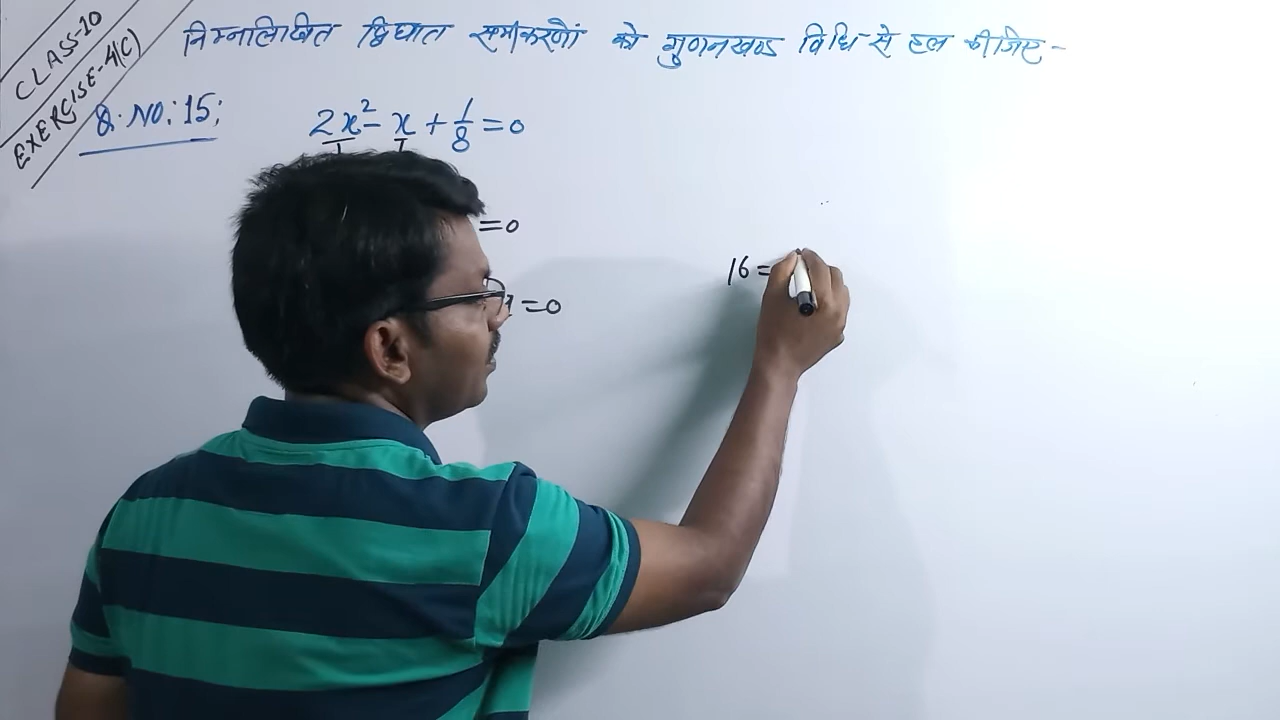 CLASS-10
EXERCISE-4(C)
निम्नलिखित द्विघात समीकरणों को गुणनखण्ड विधि से हल कीजिए-
Q. NO: 15:
2x² - x + 1/8 = 0
= 0
= 0
16 =